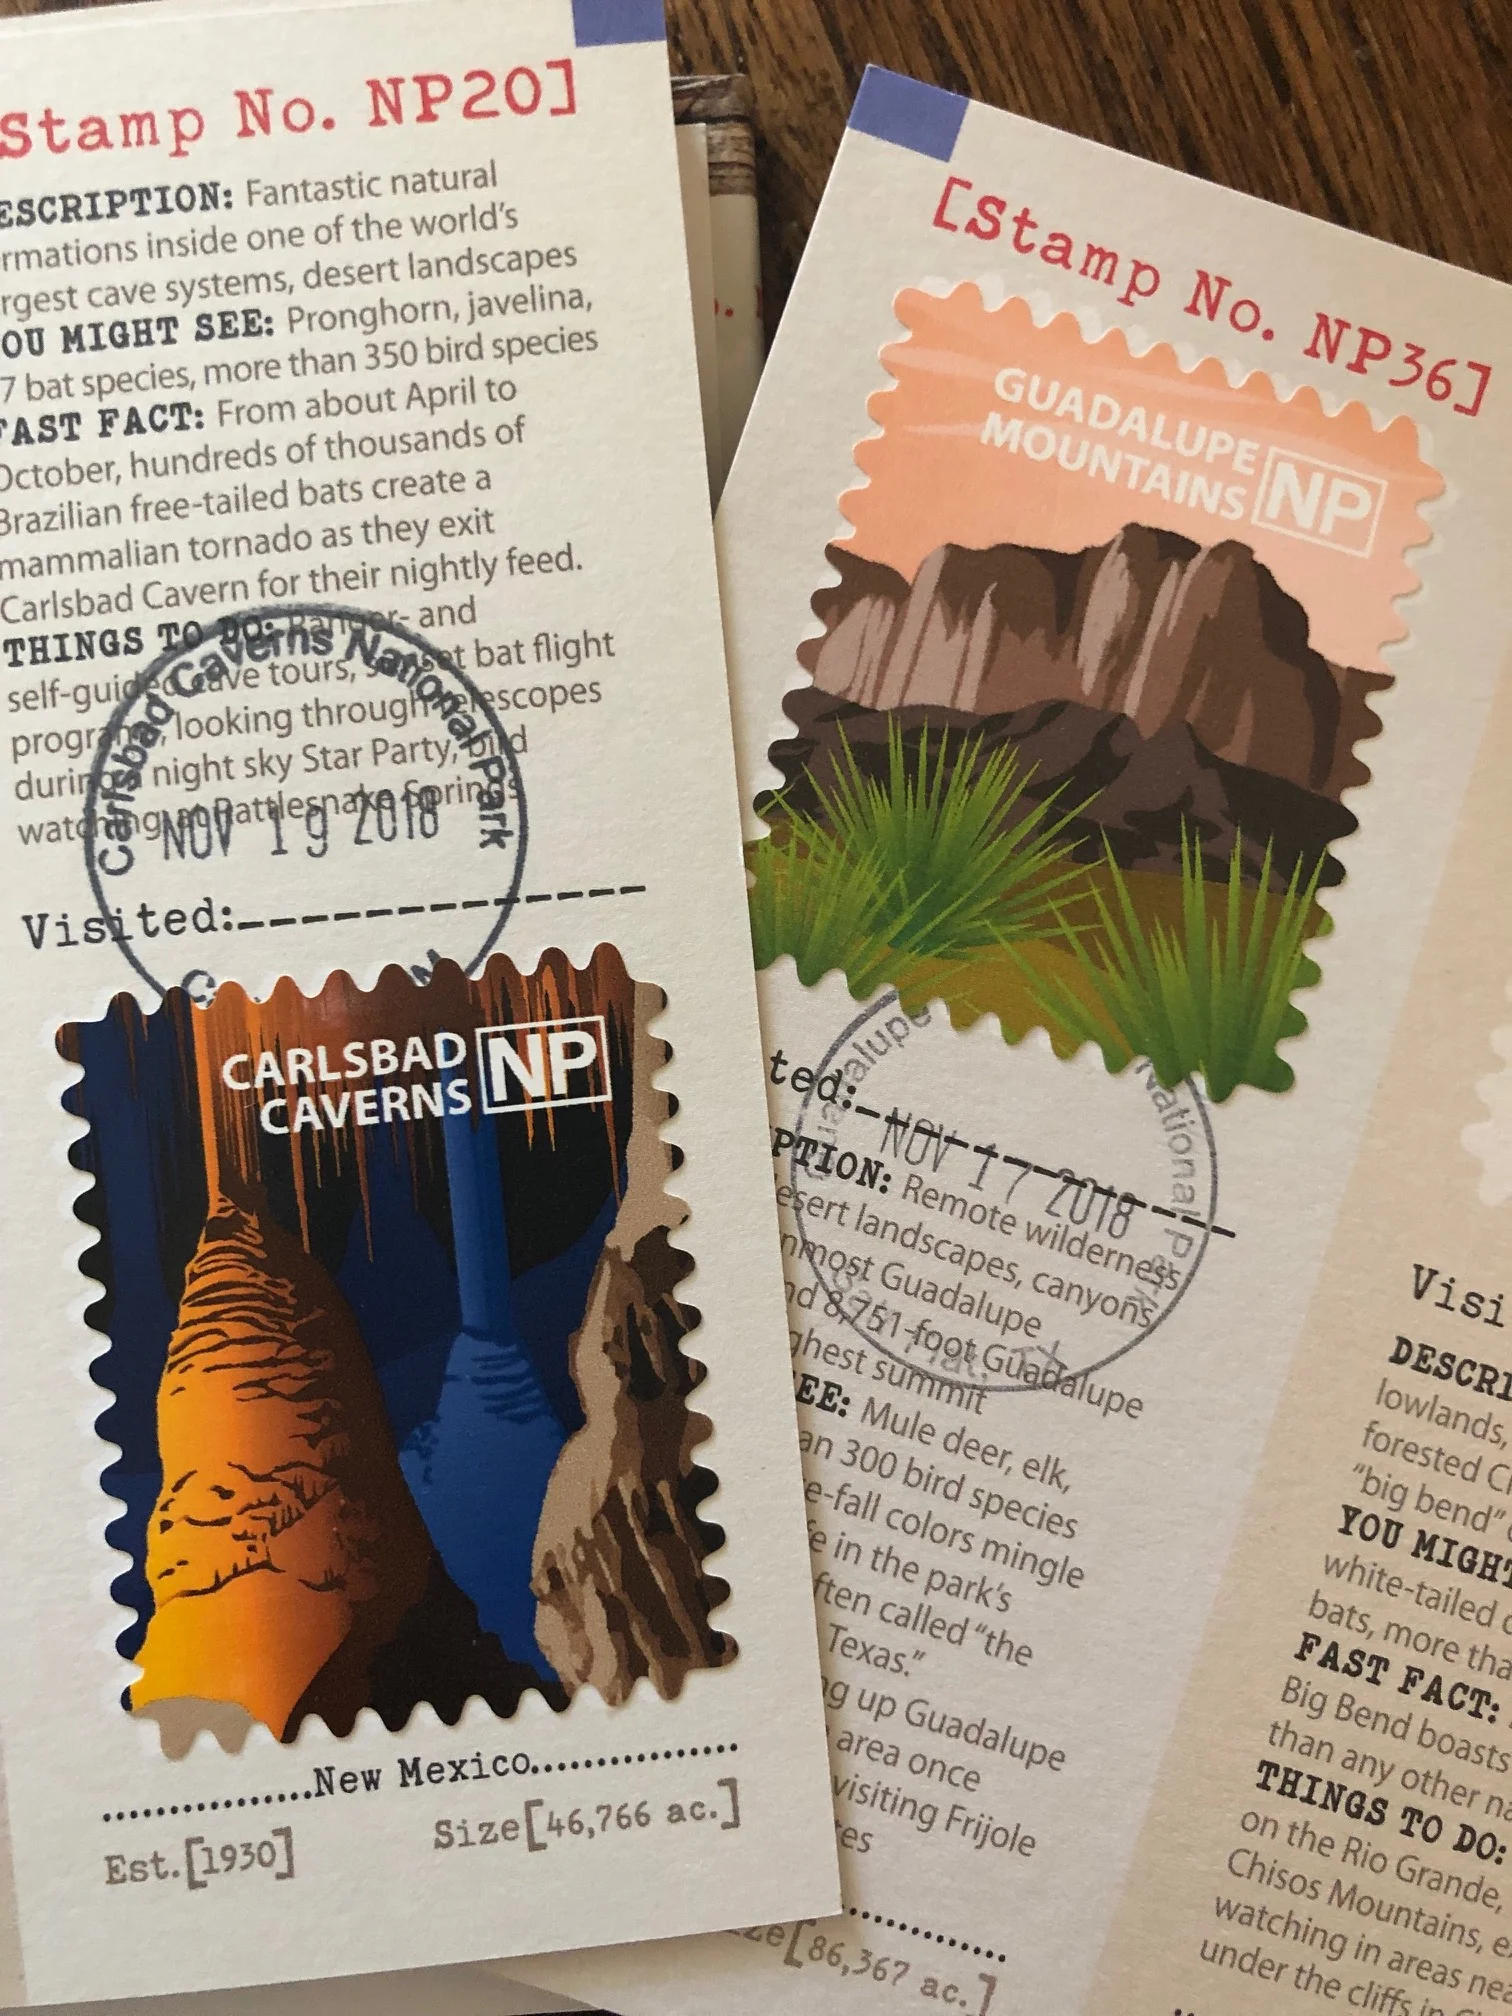 Stamp No. NP20]
ESCRIPTION: Fantastic natural
rmations inside one of the world's
rgest cave systems, desert landscapes
OU MIGHT SEE: Pronghorn, javelina,
7 bat species, more than 350 bird species
FAST FACT: From about April to
October, hundreds of thousands of
Brazilian free-tailed bats create a
mammalian tornado as they exit
Carlsbad Cavern for their nightly feed.
THINGS TO DO: Ranger- and
self-guided cave tours, sunset bat flight
programs, looking through telescopes
during a night sky Star Party, bird
watching at Rattlesnake Springs
Carlsbad Caverns National Park
NOV 19 2018
Visited:
CARLSBAD
CAVERNS NP
New Mexico
Est.[1930] Size[46,766 ac.]
[Stamp No. NP36]
GUADALUPE
MOUNTAINS NP
ted:
alupe
National Park
NOV 17 2018
PTION: Remote wilderness
esert landscapes, canyons
nmost Guadalupe
nd 8,751-foot Guadalupe
ghest summit
EE: Mule deer, elk,
an 300 bird species
e-fall colors mingle
fe in the park's
ften called "the
Texas."
ng up Guadalupe
area once
visiting Frijole
tes
ze[86,367 ac.]
Visi
DESCRI
lowlands,
forested C
"big bend"
YOU MIGHT
white-tailed
bats, more tha
FAST FACT:
Big Bend boasts
than any other na
THINGS TO DO:
on the Rio Grande,
Chisos Mountains, e
watching in areas nea
under the cliffs in